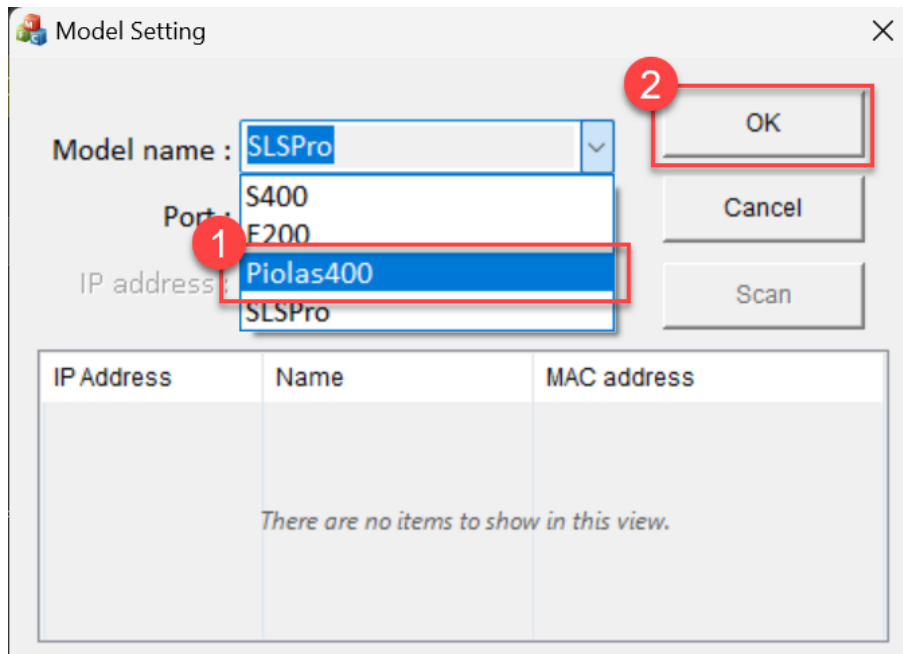 Model Setting
2
OK
Model name : SLSPro
S400
Port :
Cancel
1
E200
IP address : Piolas400
Scan
SLSPro
IP Address Name MAC address
There are no items to show in this view.